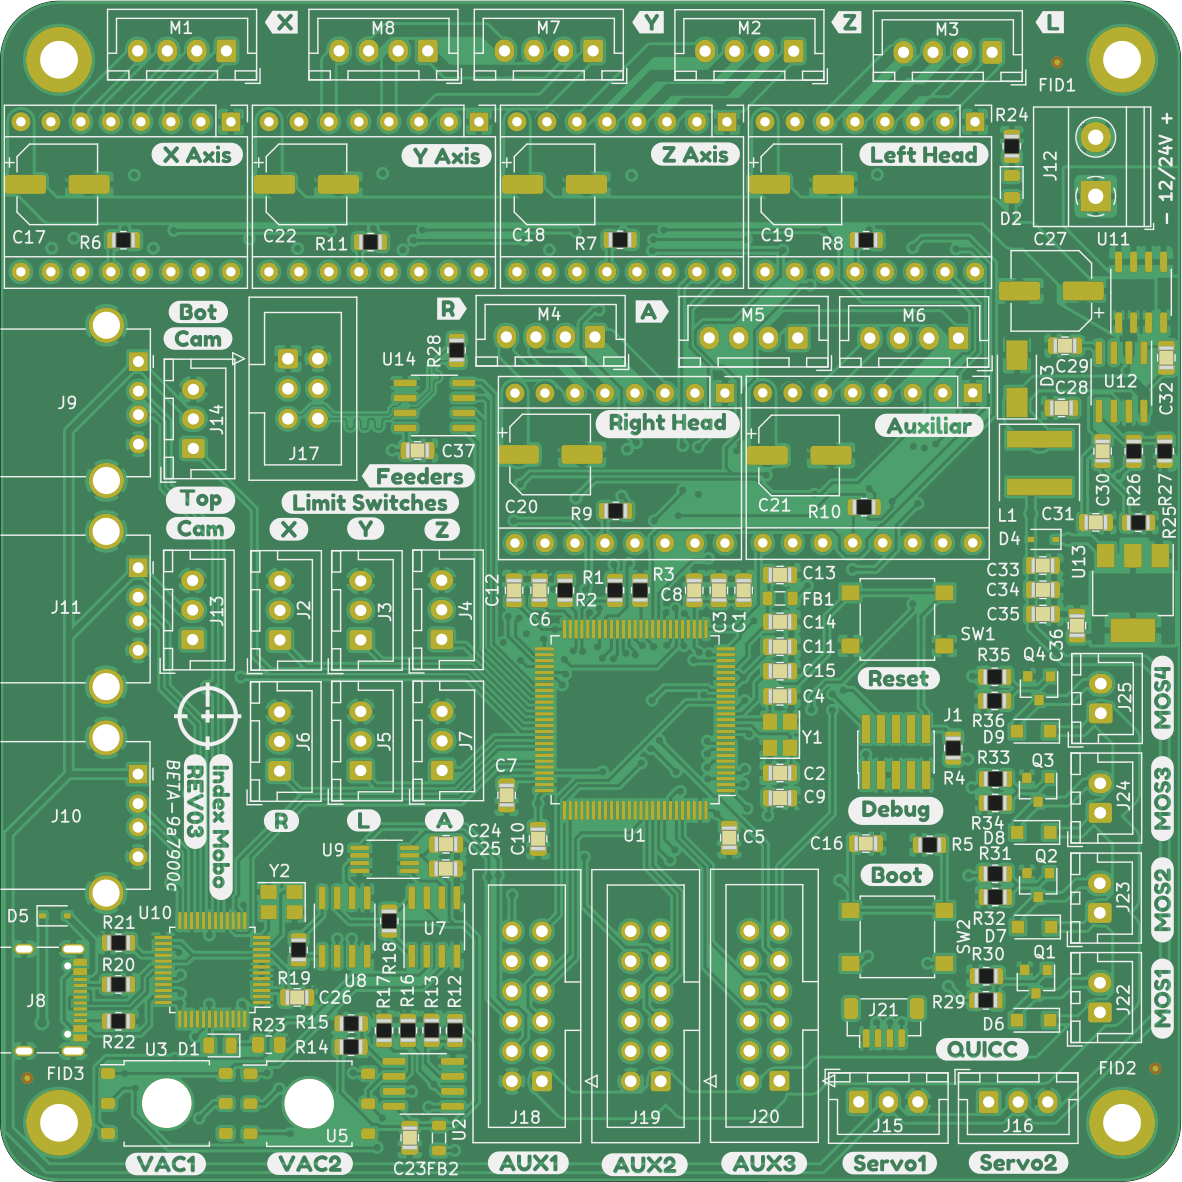 M1
X
M8
M7
Y
M2
Z
M3
L
FID1
R24
J12
- 12/24V +
D2
X Axis
Y Axis
Z Axis
Left Head
+
+
+
+
C17
R6
C22
R11
C18
R7
C19
R8
C27
U11
Bot
Cam
R
M4
A
M5
M6
U14
R28
+
C29
D3
C28
U12
C32
J9
J14
J17
C37
Feeders
Right Head
Auxiliar
+
+
C20
R9
C21
R10
C30
R26
R27
R25
L1
C31
D4
Top
Cam
Limit Switches
X
Y
Z
J11
J13
J2
J3
J4
C12
C6
R1
R2
R3
C8
C3
C1
C13
FB1
C14
C11
C15
C4
Y1
C2
C9
SW1
Reset
C33
C34
C35
C36
U13
R35
Q4
R36
D9
J25
MOS4
J1
R4
Debug
R33
Q3
R34
D8
J24
MOS3
J10
BETA-9a7900c
REV03
Index Mobo
J6
J5
J7
R
L
A
C7
C10
U1
C5
C24
C25
U9
C16
R5
Boot
R31
Q2
R32
D7
J23
MOS2
SW2
Y2
D5
R21
U10
R20
R22
J8
R19
U8
R18
U7
C26
R17
R16
R13
R12
R15
R14
R23
D1
U3
FID3
R30
Q1
R29
D6
J22
MOS1
J21
QUICC
FID2
J18
J19
J20
J15
J16
U5
U2
C23
FB2
VAC1
VAC2
AUX1
AUX2
AUX3
Servo1
Servo2